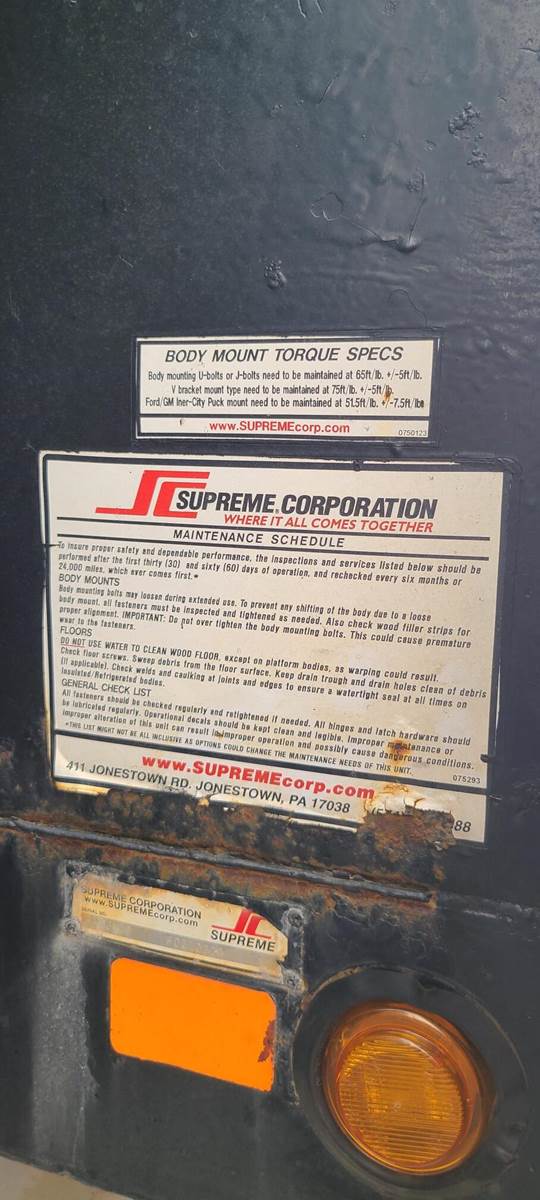 BODY MOUNT TORQUE SPECS
Body mounting U-bolts or J-bolts need to be maintained at 65ft/lb. +/-5ft/lb.
V bracket mount type need to be maintained at 75ft/lb. +/-5ft/lb.
Ford/GM Iner-City Puck mount need to be maintained at 51.5ft/lb. +/-7.5ft/lb
www.SUPREMEcorp.com
0750123
SUPREME CORPORATION
WHERE IT ALL COMES TOGETHER
MAINTENANCE SCHEDULE
To insure proper safety and dependable performance, the inspections and services listed below should be
performed after the first thirty (30) and sixty (60) days of operation, and rechecked every six months or
24,000 miles, which ever comes first.*
BODY MOUNTS
Body mounting bolts may loosen during extended use. To prevent any shifting of the body due to a loose
body mount, all fasteners must be inspected and tightened as needed. Also check wood filler strips for
proper alignment. IMPORTANT: Do not over tighten the body mounting bolts. This could cause premature
wear to the fasteners.
FLOORS
DO NOT USE WATER TO CLEAN WOOD FLOOR, except on platform bodies, as warping could result.
Check floor screws. Sweep debris from the floor surface. Keep drain trough and drain holes clean of debris
(if applicable). Check welds and caulking at joints and edges to ensure a watertight seal at all times on
Insulated/Refrigerated bodies.
GENERAL CHECK LIST
All fasteners should be checked regularly and retightened if needed. All hinges and latch hardware should
be lubricated regularly. Operational decals should be kept clean and legible. Improper maintenance or
improper alteration of this unit can result in improper operation and possibly cause dangerous conditions.
*THIS LIST MIGHT NOT BE ALL INCLUSIVE AS OPTIONS COULD CHANGE THE MAINTENANCE NEEDS OF THIS UNIT.
075293
www.SUPREMEcorp.com
411 JONESTOWN RD. JONESTOWN, PA 17038
88
SUPREME CORPORATION
www.SUPREMEcorp.com
SERIAL NO.
SUPREME